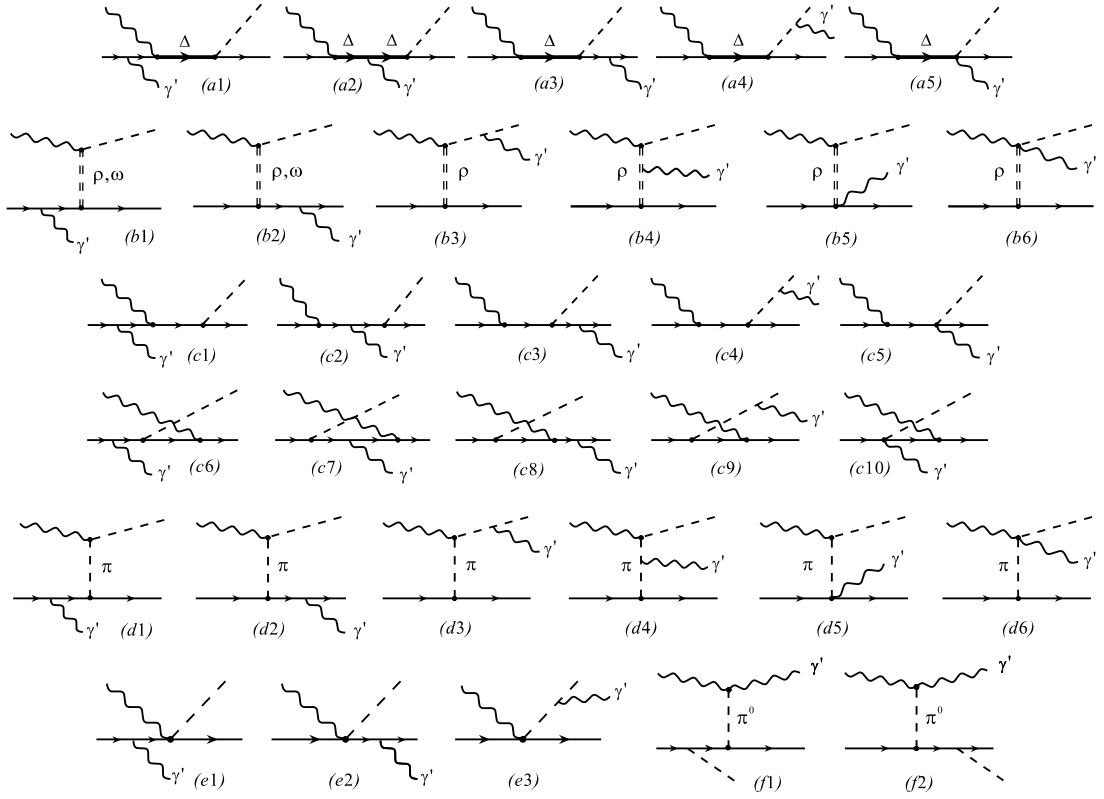 Δ γ' (a1) Δ Δ γ' (a2) Δ γ' (a3) Δ γ' (a4) Δ γ' (a5)
ρ,ω γ' (b1) ρ,ω γ' (b2) ρ γ' (b3) ρ γ' (b4) ρ γ' (b5) ρ γ' (b6)
γ' (c1) γ' (c2) γ' (c3) γ' (c4) γ' (c5)
γ' (c6) γ' (c7) γ' (c8) γ' (c9) γ' (c10)
π γ' (d1) π γ' (d2) π γ' (d3) π γ' (d4) π γ' (d5) π γ' (d6)
γ' (e1) γ' (e2) γ' (e3) γ' π⁰ (f1) γ' π⁰ (f2)